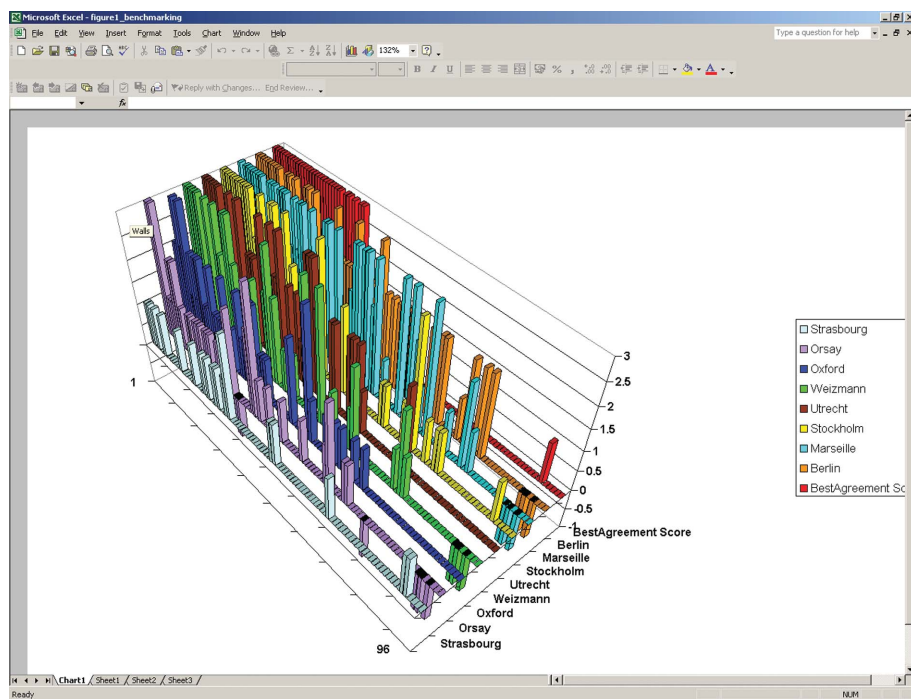 Microsoft Excel - figure1_benchmarking
File Edit View Insert Format Tools Chart Window Help
Type a question for help
132%
B I U
Reply with Changes... End Review...
fx
Walls
3
2.5
2
1.5
1
0.5
0
-0.5
-1
1
96
BestAgreement Score
Berlin
Marseille
Stockholm
Utrecht
Weizmann
Oxford
Orsay
Strasbourg
Strasbourg
Orsay
Oxford
Weizmann
Utrecht
Stockholm
Marseille
Berlin
BestAgreement Sc
Chart1 / Sheet1 / Sheet2 / Sheet3 /
Ready
NUM